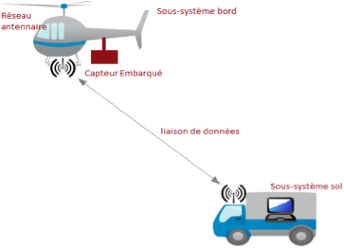 Réseau
antennaire
Sous-système bord
Capteur Embarqué
liaison de données
Sous-système sol